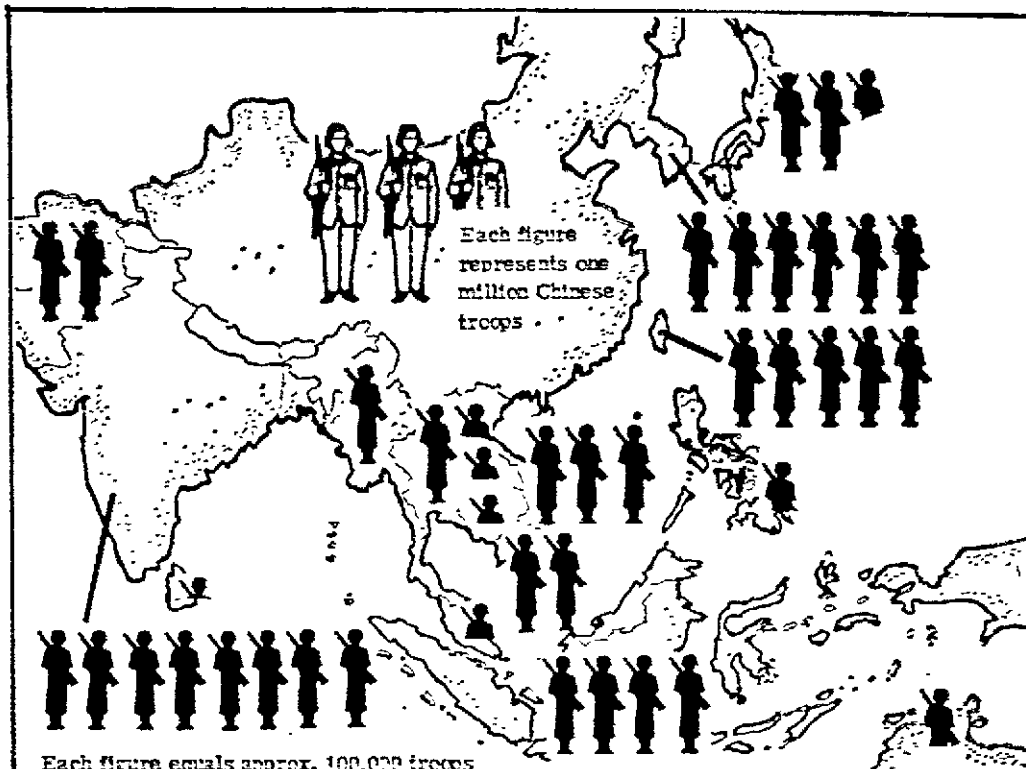 Each figure
represents one
million Chinese
troops
Each figure equals approx. 100,000 troops